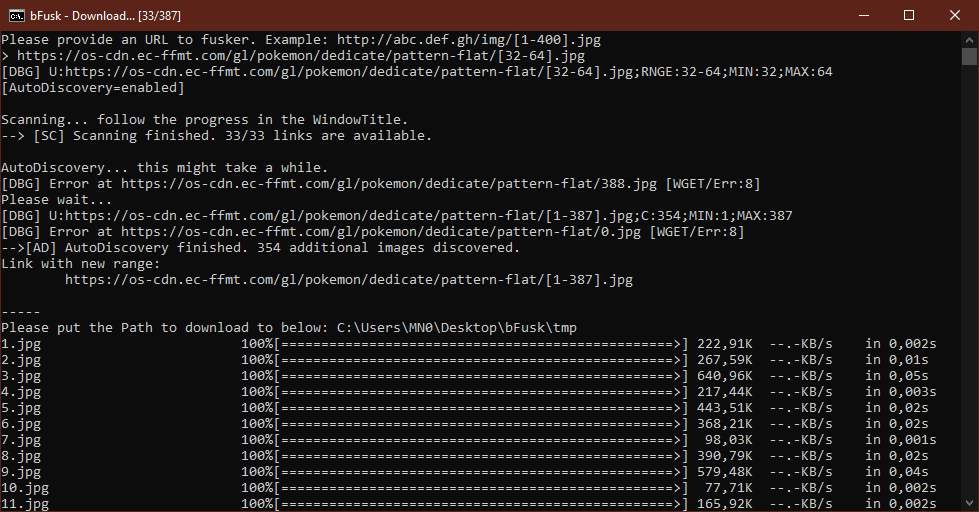 bFusk - Download... [33/387]
Please provide an URL to fusker. Example: http://abc.def.gh/img/[1-400].jpg
> https://os-cdn.ec-ffmt.com/gl/pokemon/dedicate/pattern-flat/[32-64].jpg
[DBG] U:https://os-cdn.ec-ffmt.com/gl/pokemon/dedicate/pattern-flat/[32-64].jpg;RNGE:32-64;MIN:32;MAX:64
[AutoDiscovery=enabled]
Scanning... follow the progress in the WindowTitle.
--> [SC] Scanning finished. 33/33 links are available.
AutoDiscovery... this might take a while.
[DBG] Error at https://os-cdn.ec-ffmt.com/gl/pokemon/dedicate/pattern-flat/388.jpg [WGET/Err:8]
Please wait...
[DBG] U:https://os-cdn.ec-ffmt.com/gl/pokemon/dedicate/pattern-flat/[1-387].jpg;C:354;MIN:1;MAX:387
[DBG] Error at https://os-cdn.ec-ffmt.com/gl/pokemon/dedicate/pattern-flat/0.jpg [WGET/Err:8]
-->[AD] AutoDiscovery finished. 354 additional images discovered.
Link with new range:
https://os-cdn.ec-ffmt.com/gl/pokemon/dedicate/pattern-flat/[1-387].jpg
-----
Please put the Path to download to below: C:\Users\MN0\Desktop\bFusk\tmp
1.jpg 100%[=================================================>] 222,91K --.-KB/s in 0,002s
2.jpg 100%[=================================================>] 267,59K --.-KB/s in 0,01s
3.jpg 100%[=================================================>] 640,96K --.-KB/s in 0,05s
4.jpg 100%[=================================================>] 217,44K --.-KB/s in 0,003s
5.jpg 100%[=================================================>] 443,51K --.-KB/s in 0,02s
6.jpg 100%[=================================================>] 368,21K --.-KB/s in 0,02s
7.jpg 100%[=================================================>] 98,03K --.-KB/s in 0,001s
8.jpg 100%[=================================================>] 390,79K --.-KB/s in 0,02s
9.jpg 100%[=================================================>] 579,48K --.-KB/s in 0,04s
10.jpg 100%[=================================================>] 77,71K --.-KB/s in 0,002s
11.jpg 100%[=================================================>] 165,92K --.-KB/s in 0,002s